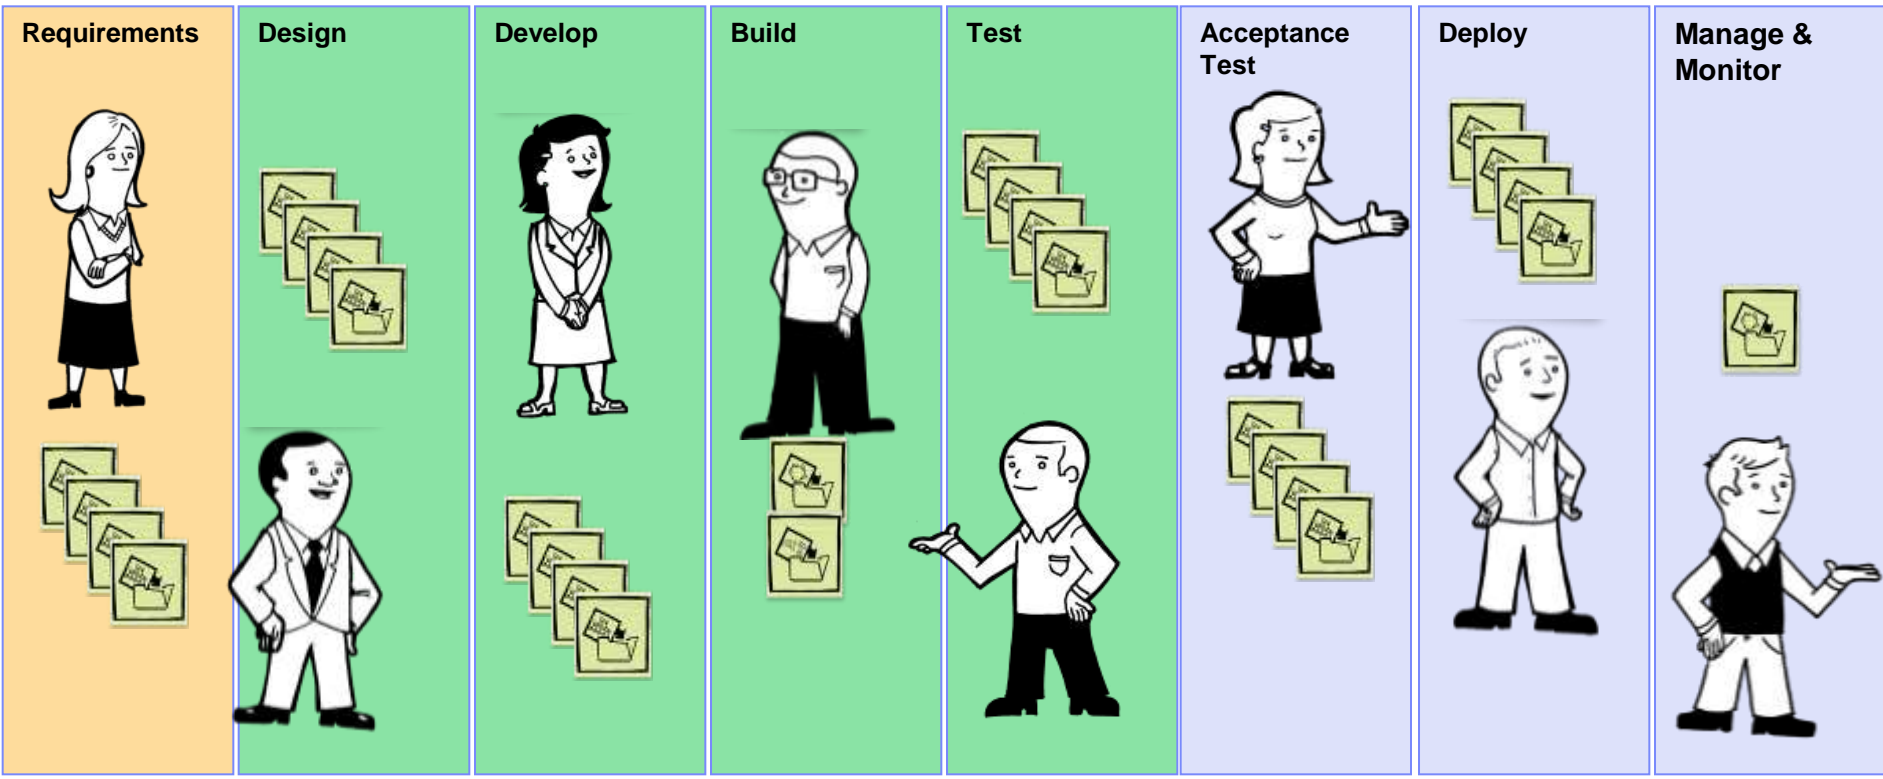 Requirements
Design
Develop
Build
Test
Acceptance
Test
Deploy
Manage &
Monitor